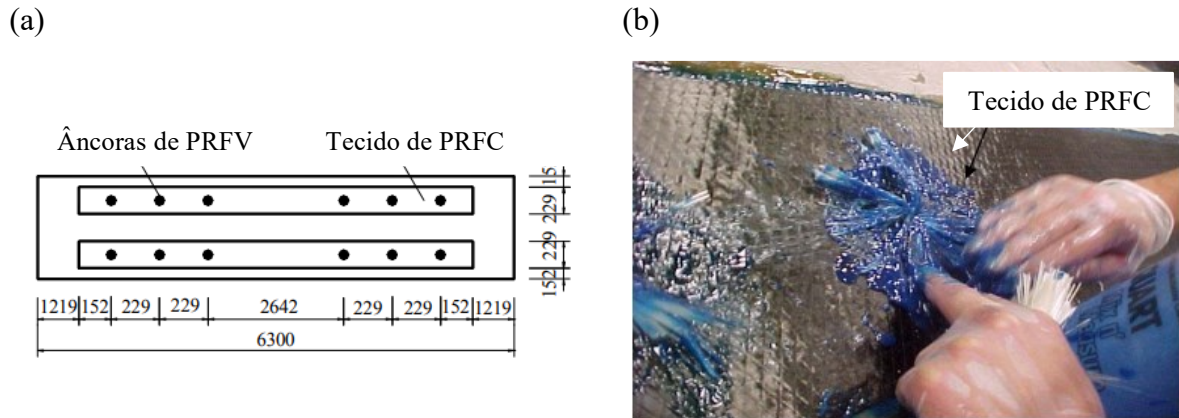 (a)
(b)
Âncoras de PRFV
Tecido de PRFC
15
229
229
152
1219 152 229 229 2642 229 229 152 1219
6300
Tecido de PRFC
UART